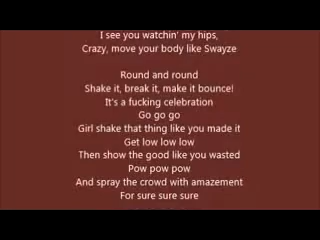 I see you watchin' my hips,
Crazy, move your body like Swayze
Round and round
Shake it, break it, make it bounce!
It's a fucking celebration
Go go go
Girl shake that thing like you made it
Get low low low
Then show the good like you wasted
Pow pow pow
And spray the crowd with amazement
For sure sure sure